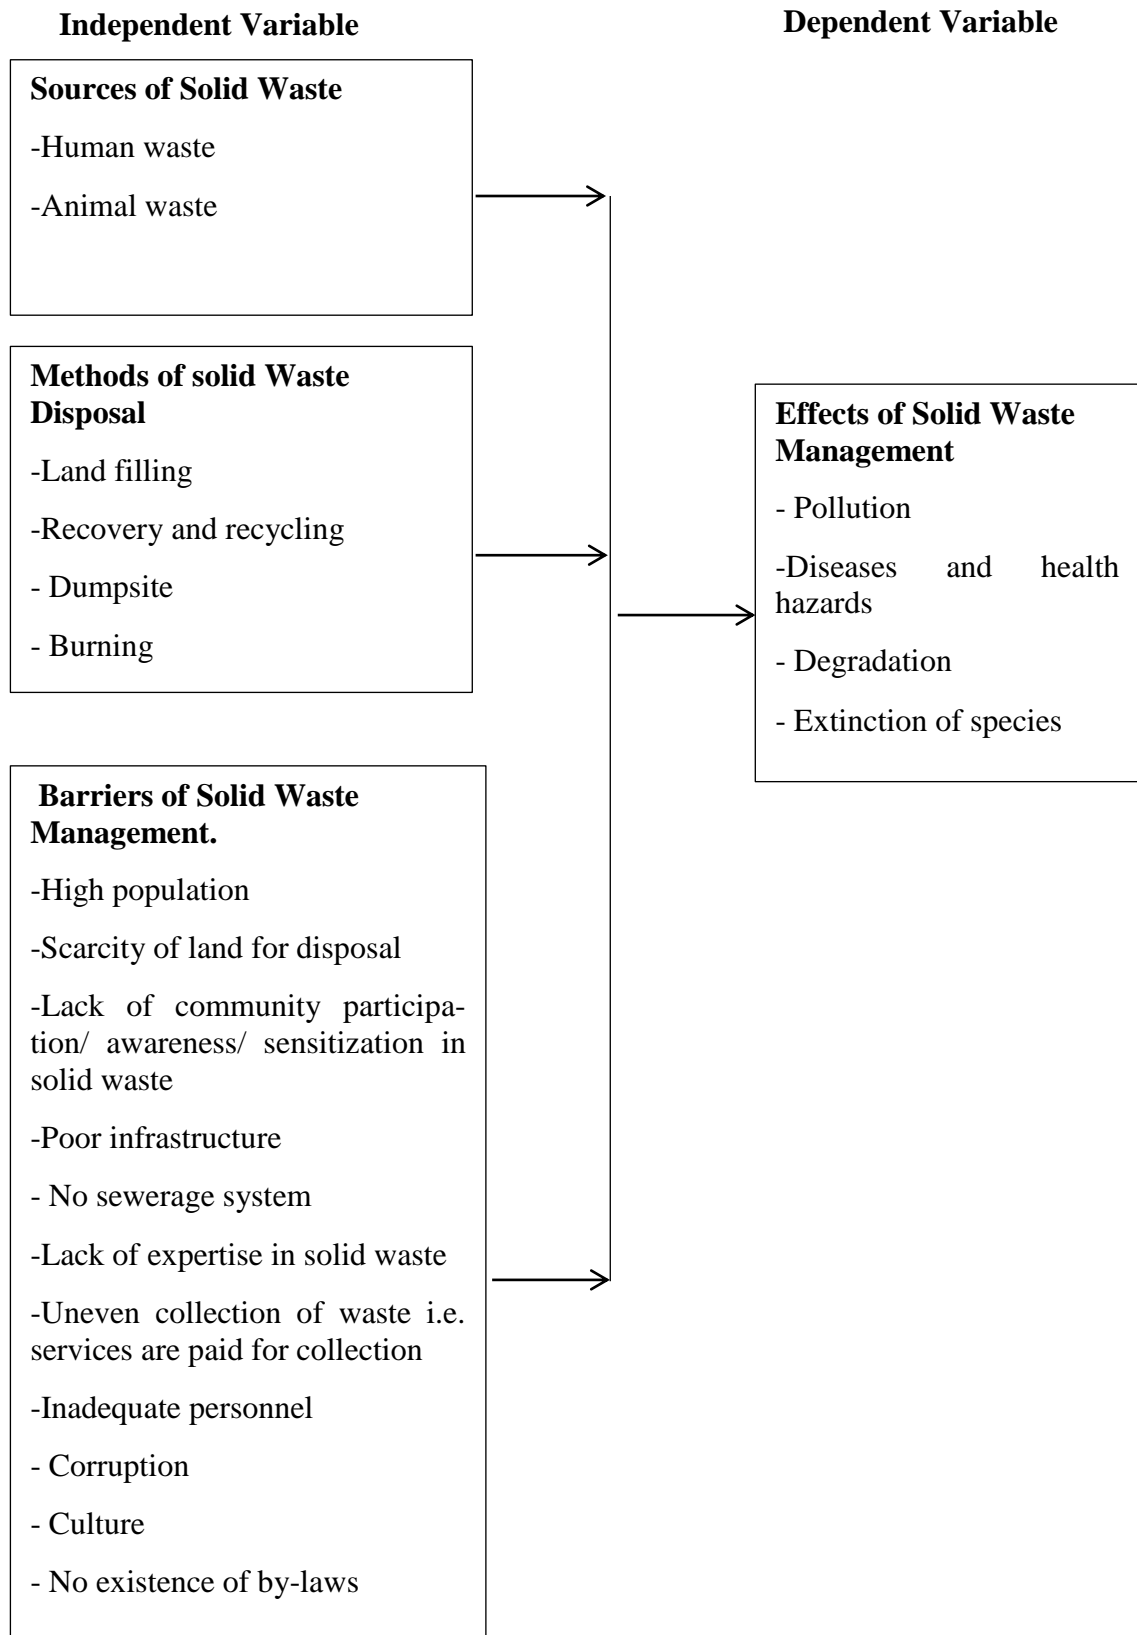 Independent Variable
Dependent Variable
Sources of Solid Waste
-Human waste
-Animal waste
Methods of solid Waste
Disposal
-Land filling
-Recovery and recycling
- Dumpsite
- Burning
Barriers of Solid Waste
Management.
-High population
-Scarcity of land for disposal
-Lack of community participa-
tion/ awareness/ sensitization in
solid waste
-Poor infrastructure
- No sewerage system
-Lack of expertise in solid waste
-Uneven collection of waste i.e.
services are paid for collection
-Inadequate personnel
- Corruption
- Culture
- No existence of by-laws
Effects of Solid Waste
Management
- Pollution
-Diseases and health
hazards
- Degradation
- Extinction of species